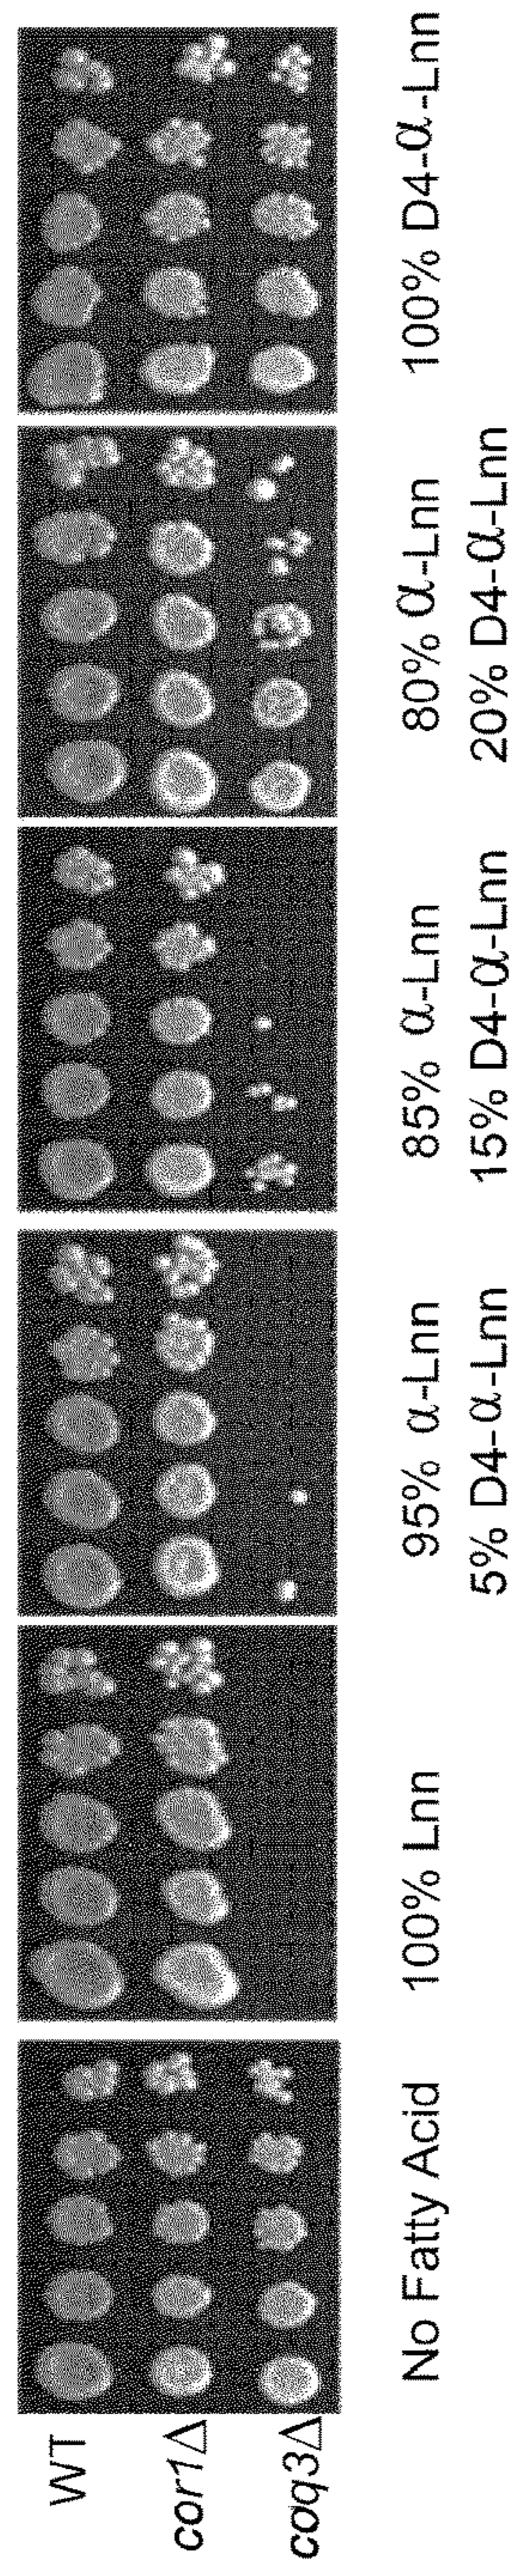 WT
cor1Δ
coq3Δ
No Fatty Acid
100% Lnn
95% α-Lnn
5% D4-α-Lnn
85% α-Lnn
15% D4-α-Lnn
80% α-Lnn
20% D4-α-Lnn
100% D4-α-Lnn